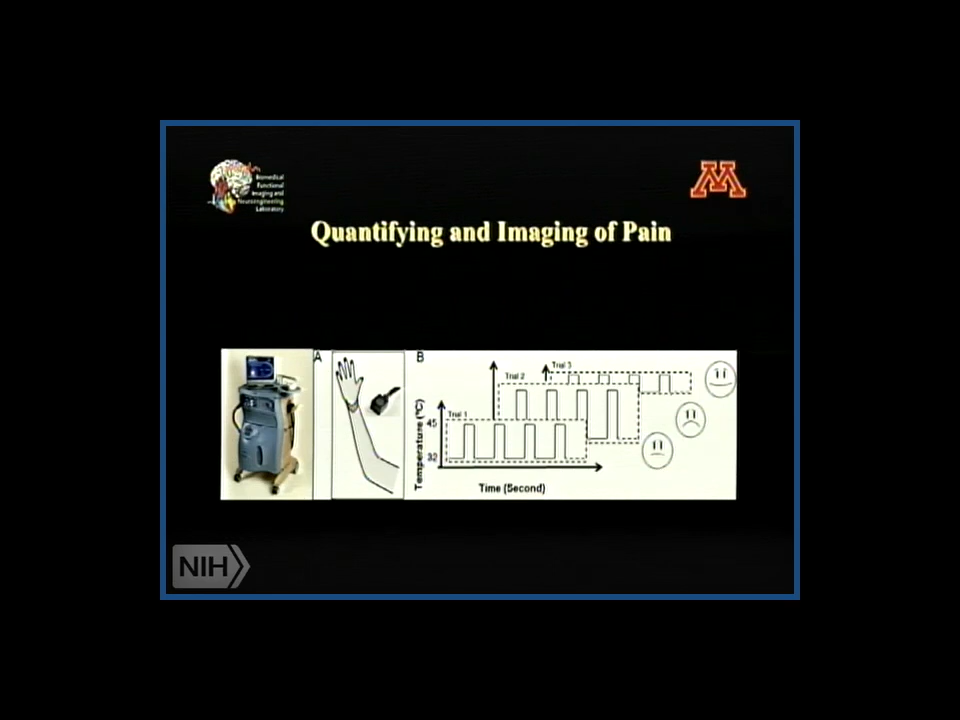 Biomedical
Functional
Imaging and
Neuroengineering
Laboratory
M
Quantifying and Imaging of Pain
A
B
Trial 3
Trial 2
Trial 1
Temperature (°C)
45
32
Time (Second)
NIH